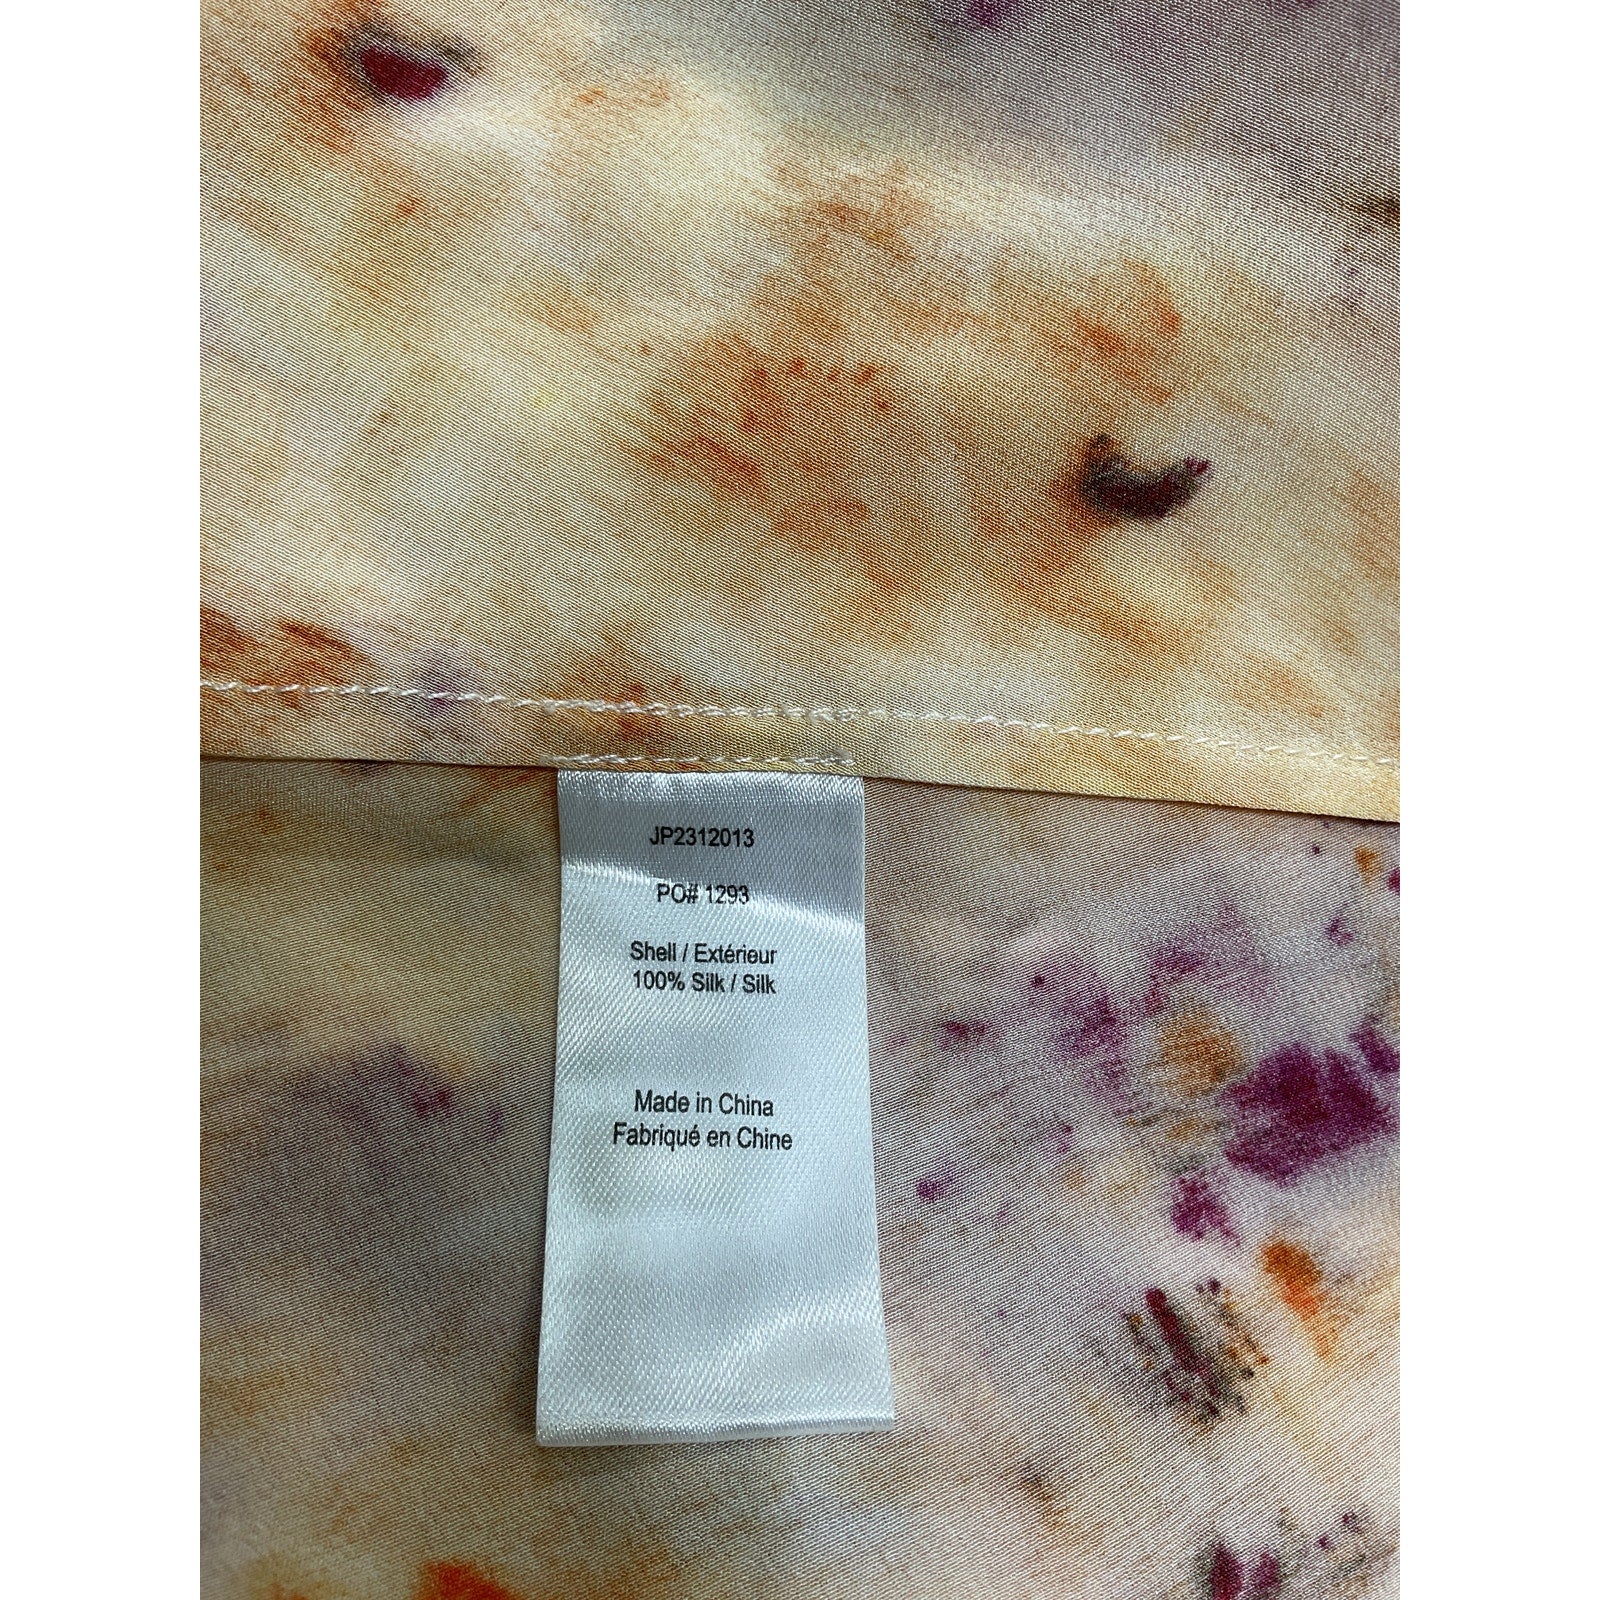 JP2312013
PO# 1293
Shell / Extérieur
100% Silk / Silk
Made in China
Fabriqué en Chine